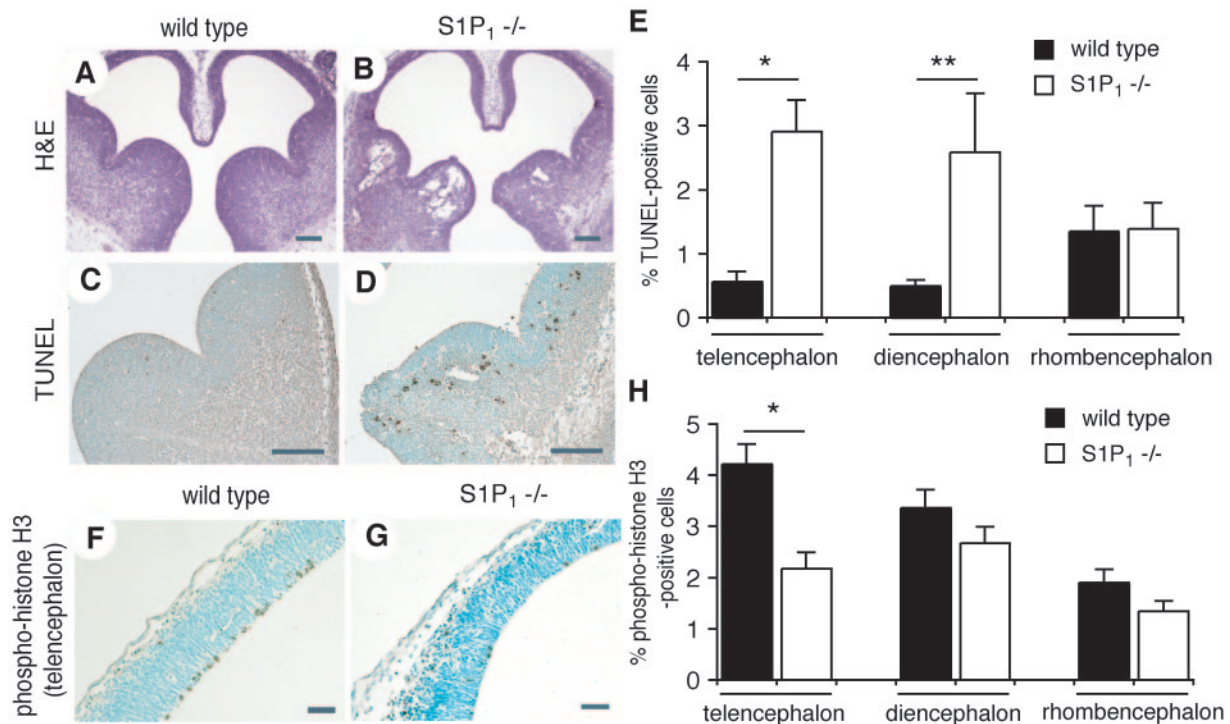 wild type
S1P1 -/-
A
B
H&E
C
D
TUNEL
wild type
S1P1 -/-
F
G
phospho-histone H3
(telencephalon)
E
wild type
S1P1 -/-
% TUNEL-positive cells
4
3
2
1
0
*
**
telencephalon
diencephalon
rhombencephalon
H
wild type
S1P1 -/-
% phospho-histone H3
-positive cells
5
4
3
2
1
0
*
telencephalon
diencephalon
rhombencephalon